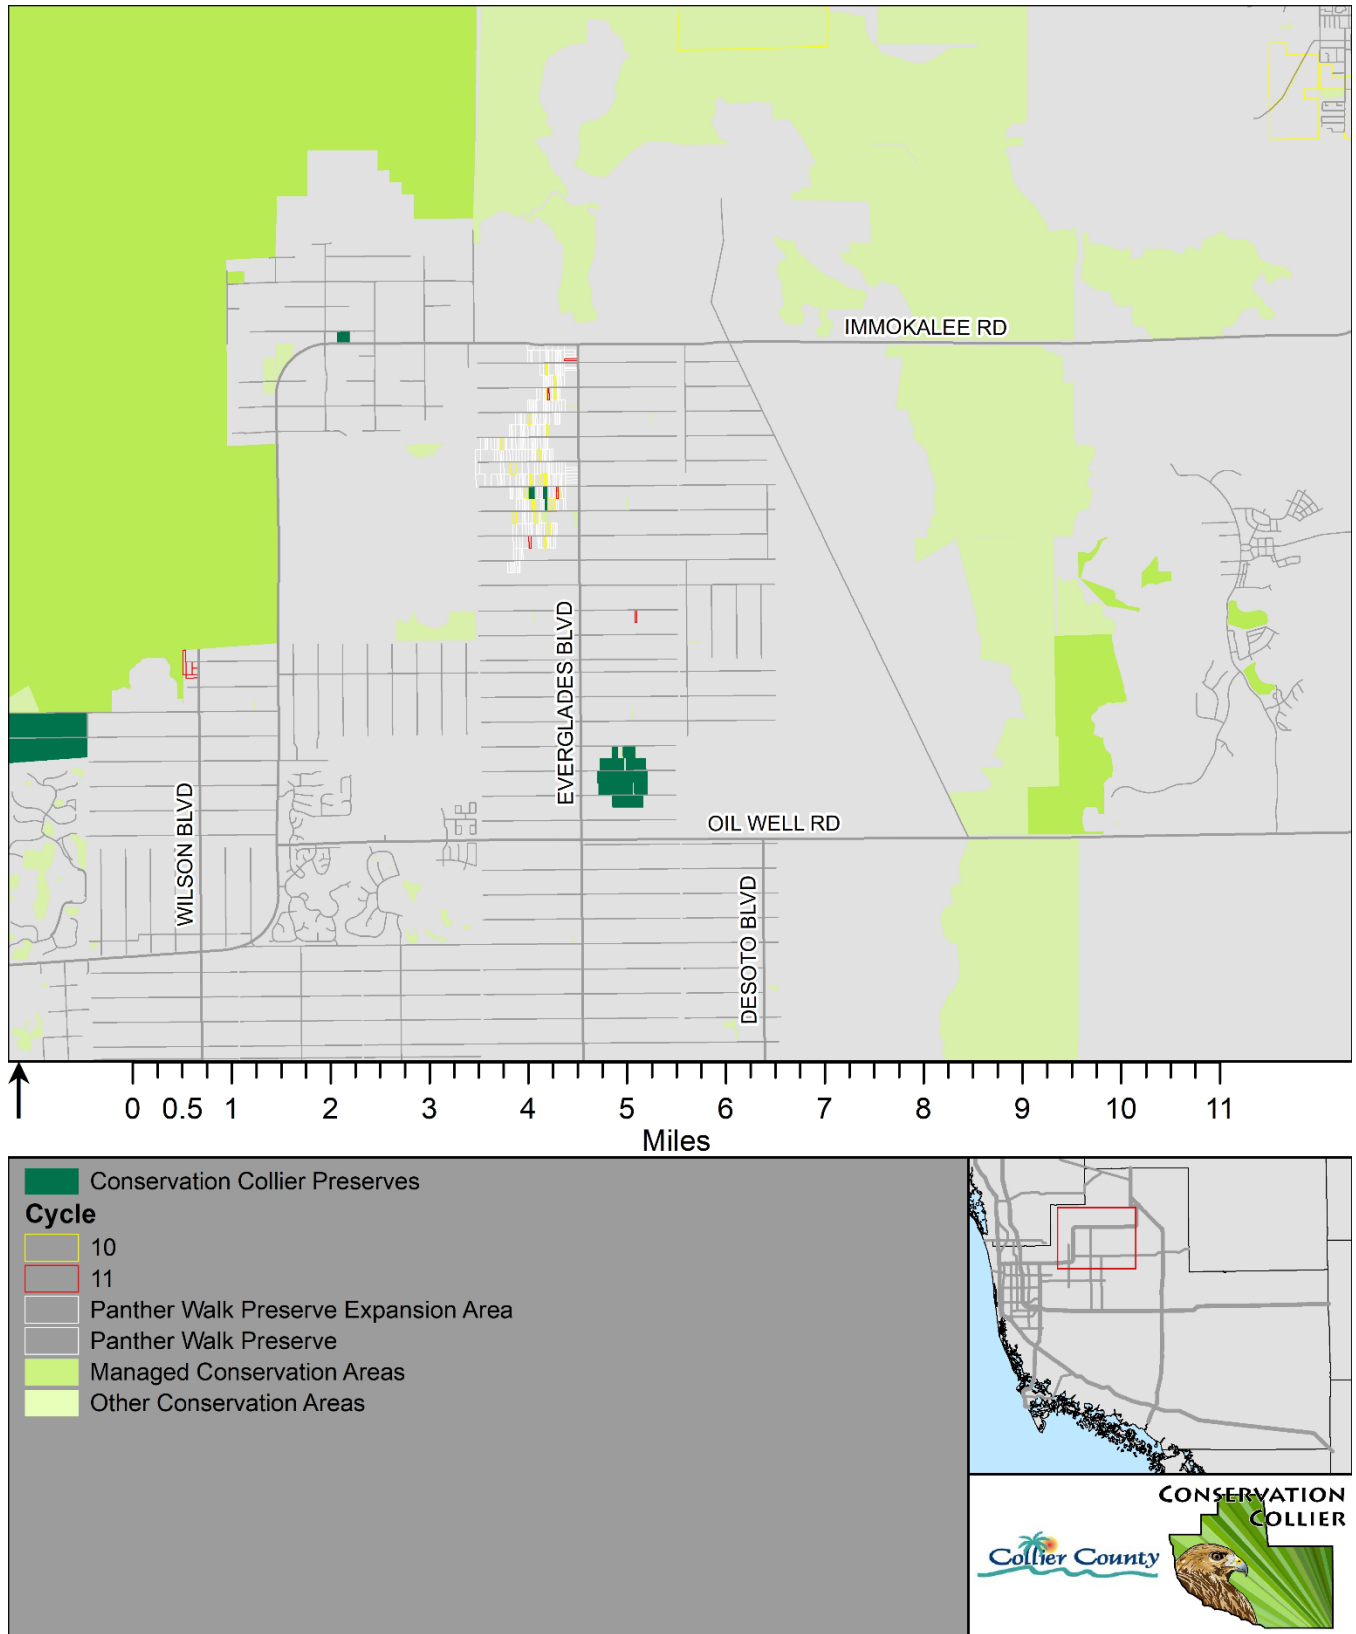 IMMOKALEE RD
EVERGLADES BLVD
WILSON BLVD
OIL WELL RD
DESOTO BLVD
0 0.5 1 2 3 4 5 6 7 8 9 10 11
Miles
Conservation Collier Preserves
Cycle
10
11
Panther Walk Preserve Expansion Area
Panther Walk Preserve
Managed Conservation Areas
Other Conservation Areas
CONSERVATION
COLLIER
Collier County